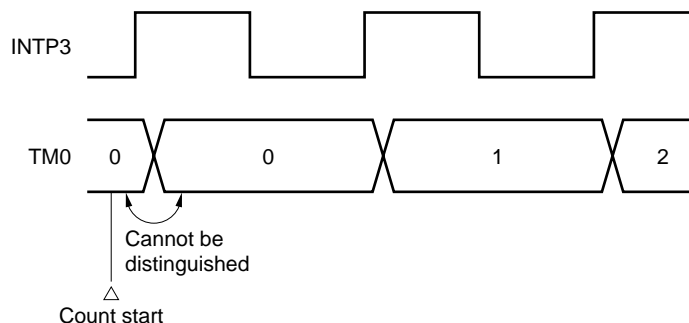 INTP3
TM0 0 0 1 2
Cannot be
distinguished
Count start